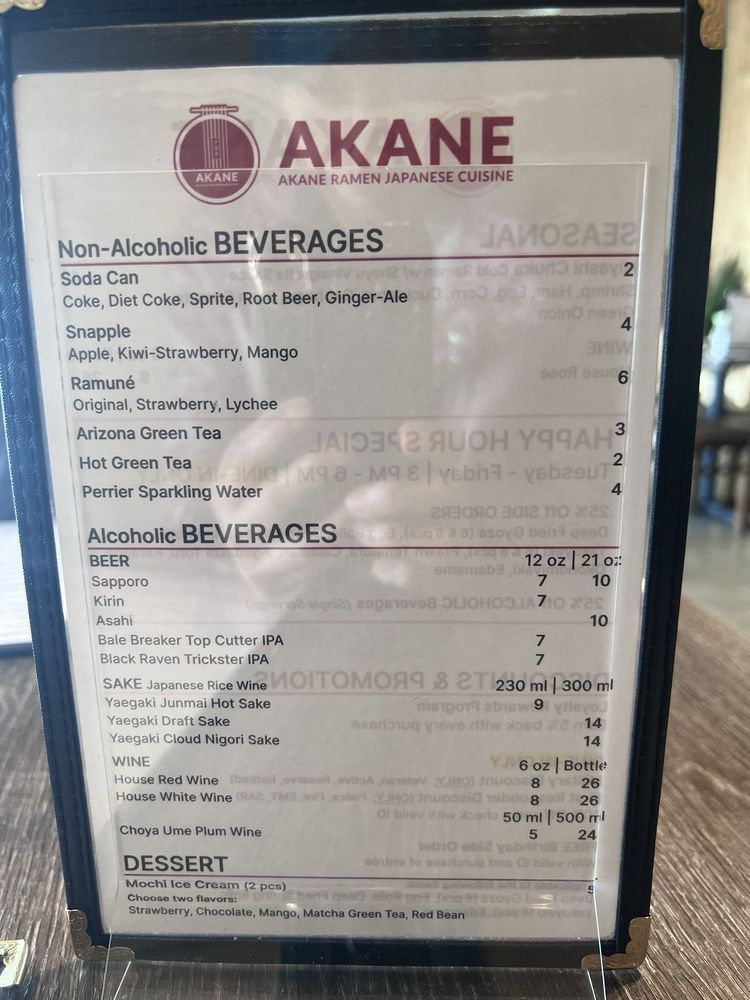 AKANE
AKANE
AKANE RAMEN JAPANESE CUISINE
Non-Alcoholic BEVERAGES
Soda Can 2
Coke, Diet Coke, Sprite, Root Beer, Ginger-Ale
Snapple 4
Apple, Kiwi-Strawberry, Mango
Ramuné 6
Original, Strawberry, Lychee
Arizona Green Tea 3
Hot Green Tea 2
Perrier Sparkling Water 4
Alcoholic BEVERAGES
BEER 12 oz | 21 oz
Sapporo 7 10
Kirin 7
Asahi 10
Bale Breaker Top Cutter IPA 7
Black Raven Trickster IPA 7
SAKE Japanese Rice Wine 230 ml | 300 ml
Yaegaki Junmai Hot Sake 9
Yaegaki Draft Sake 14
Yaegaki Cloud Nigori Sake 14
WINE 6 oz | Bottle
House Red Wine 8 26
House White Wine 8 26
50 ml | 500 ml
Choya Ume Plum Wine 5 24
DESSERT
Mochi Ice Cream (2 pcs) 5
Choose two flavors:
Strawberry, Chocolate, Mango, Matcha Green Tea, Red Bean